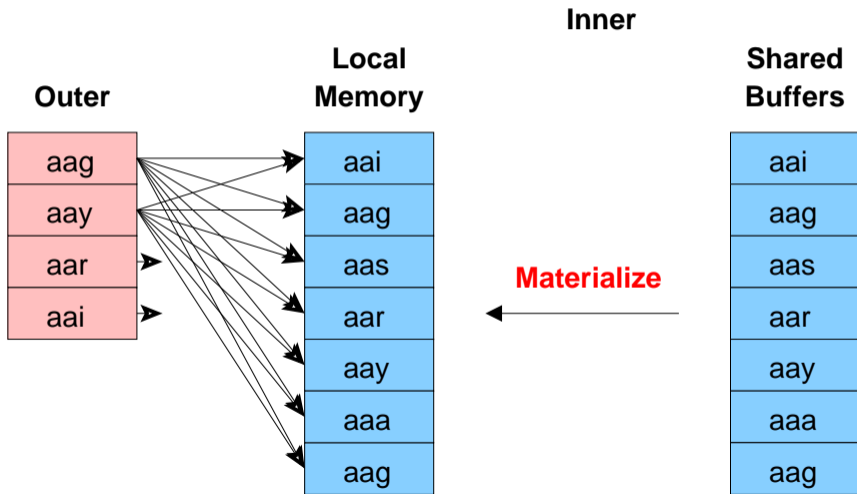 Inner
Outer
Local
Memory
Shared
Buffers
aag
aay
aar
aai
aai
aag
aas
aar
aay
aaa
aag
Materialize
aai
aag
aas
aar
aay
aaa
aag